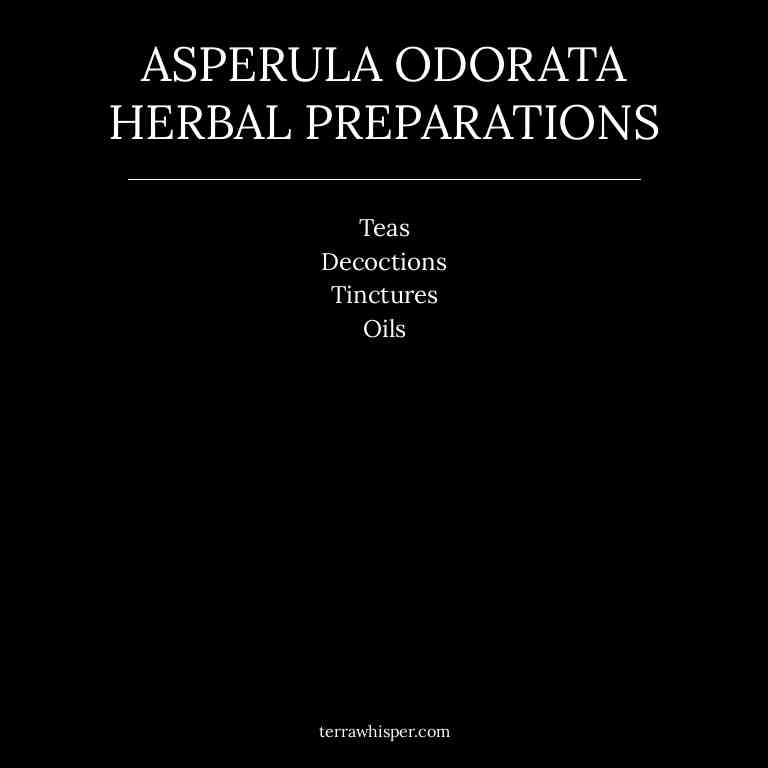 ASPERULA ODORATA
HERBAL PREPARATIONS
Teas
Decoctions
Tinctures
Oils
terrawhisper.com